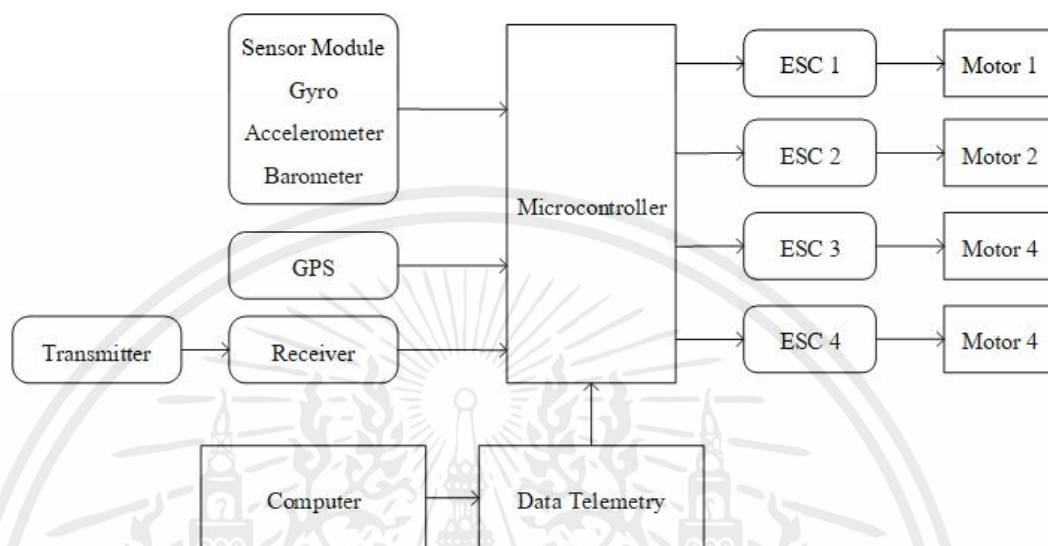 Sensor Module
Gyro
Accelerometer
Barometer
GPS
Transmitter
Receiver
Computer
Data Telemetry
Microcontroller
ESC 1
Motor 1
ESC 2
Motor 2
ESC 3
Motor 4
ESC 4
Motor 4